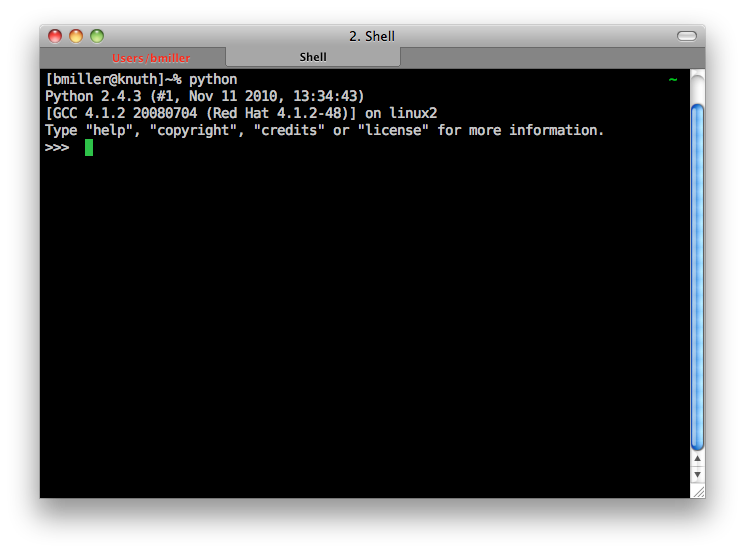 2. Shell
Users/bmiller
Shell
[bmiller@knuth]~% python ~
Python 2.4.3 (#1, Nov 11 2010, 13:34:43)
[GCC 4.1.2 20080704 (Red Hat 4.1.2-48)] on linux2
Type "help", "copyright", "credits" or "license" for more information.
>>>